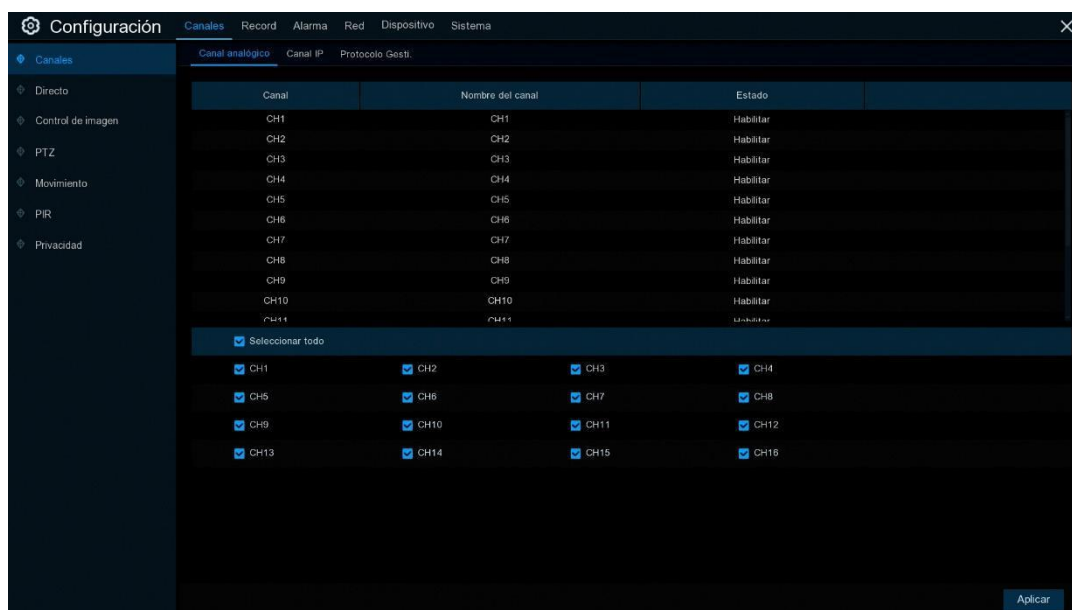 Configuración
Canales Record Alarma Red Dispositivo Sistema
Canal analógico Canal IP Protocolo Gesti.
Canales
Directo
Control de imagen
PTZ
Movimiento
PIR
Privacidad
Canal Nombre del canal Estado
CH1 CH1 Habilitar
CH2 CH2 Habilitar
CH3 CH3 Habilitar
CH4 CH4 Habilitar
CH5 CH5 Habilitar
CH6 CH6 Habilitar
CH7 CH7 Habilitar
CH8 CH8 Habilitar
CH9 CH9 Habilitar
CH10 CH10 Habilitar
CH11 CH11 Habilitar
Seleccionar todo
CH1 CH2 CH3 CH4
CH5 CH6 CH7 CH8
CH9 CH10 CH11 CH12
CH13 CH14 CH15 CH16
Aplicar